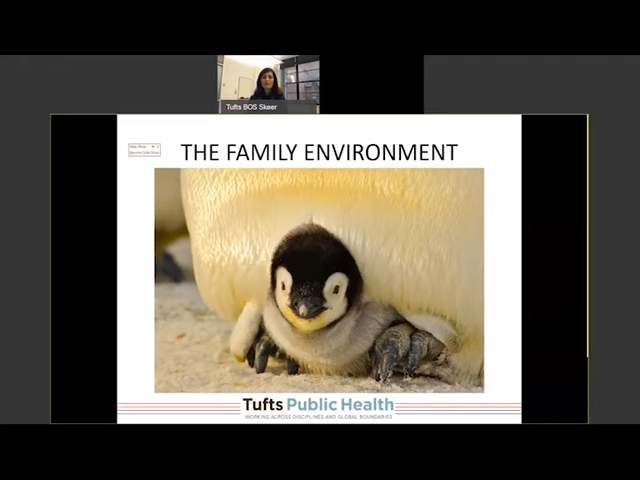 Tufts BOS Skeer
THE FAMILY ENVIRONMENT
Tufts Public Health
WORKING ACROSS DISCIPLINES AND GLOBAL BOUNDARIES